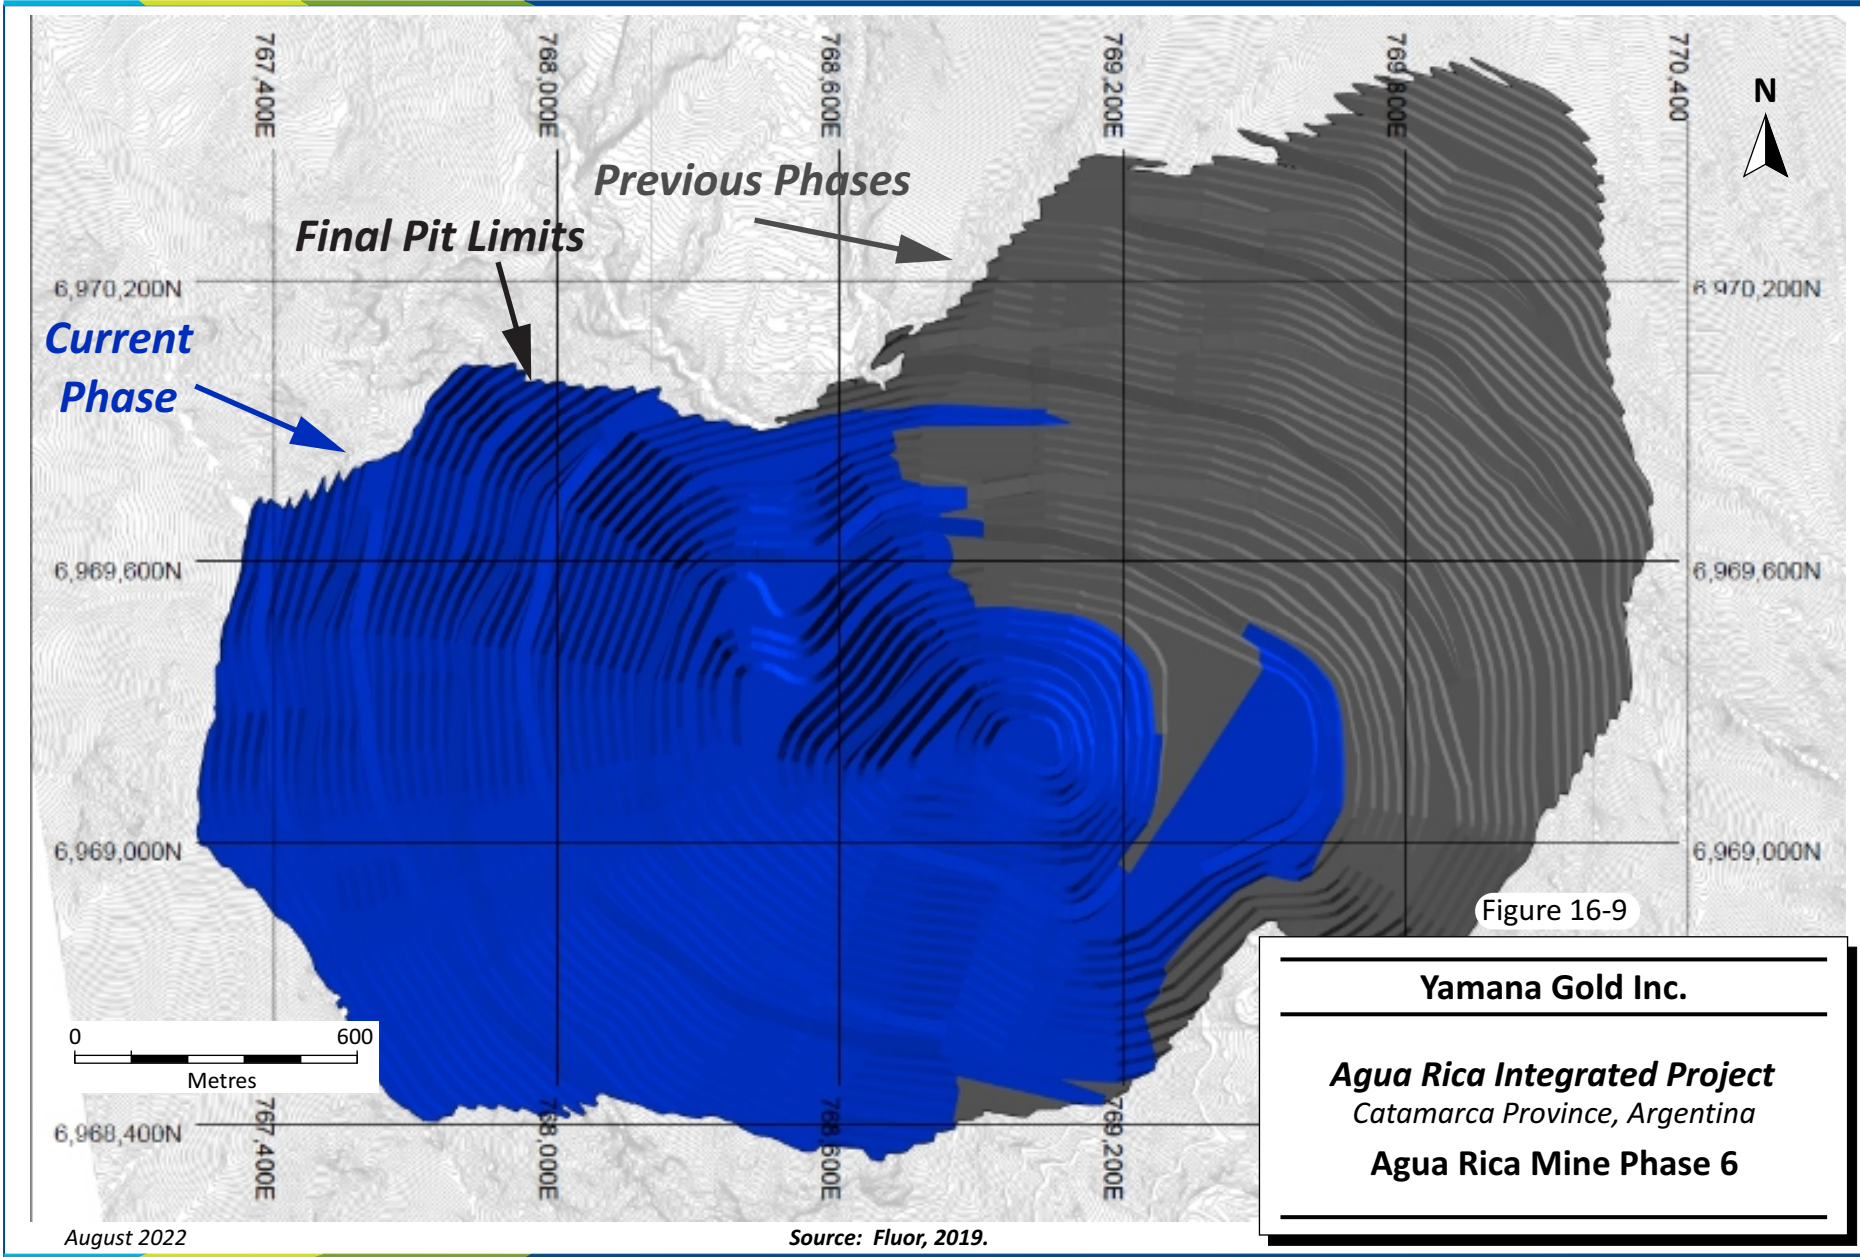 767,400E
768,000E
768,600E
769,200E
769,800E
770,400
N
Previous Phases
Final Pit Limits
6,970,200N
6 970,200N
Current
Phase
6,969,600N
6,969,600N
6,969,000N
6,969,000N
Figure 16-9
Yamana Gold Inc.
Agua Rica Integrated Project
Catamarca Province, Argentina
Agua Rica Mine Phase 6
0 600
Metres
6,968,400N
767,400E
768,000E
768,600E
769,200E
August 2022
Source: Fluor, 2019.